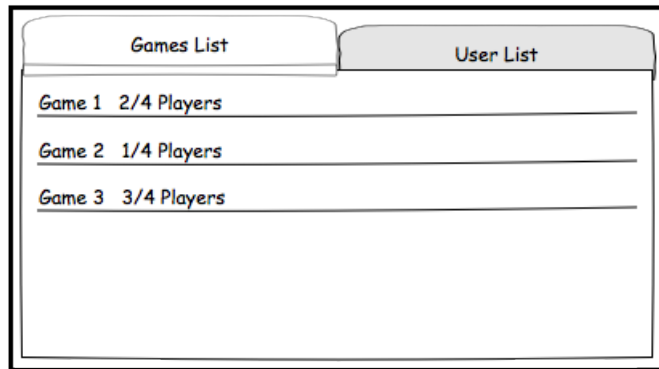 Games List
User List
Game 1 2/4 Players
Game 2 1/4 Players
Game 3 3/4 Players